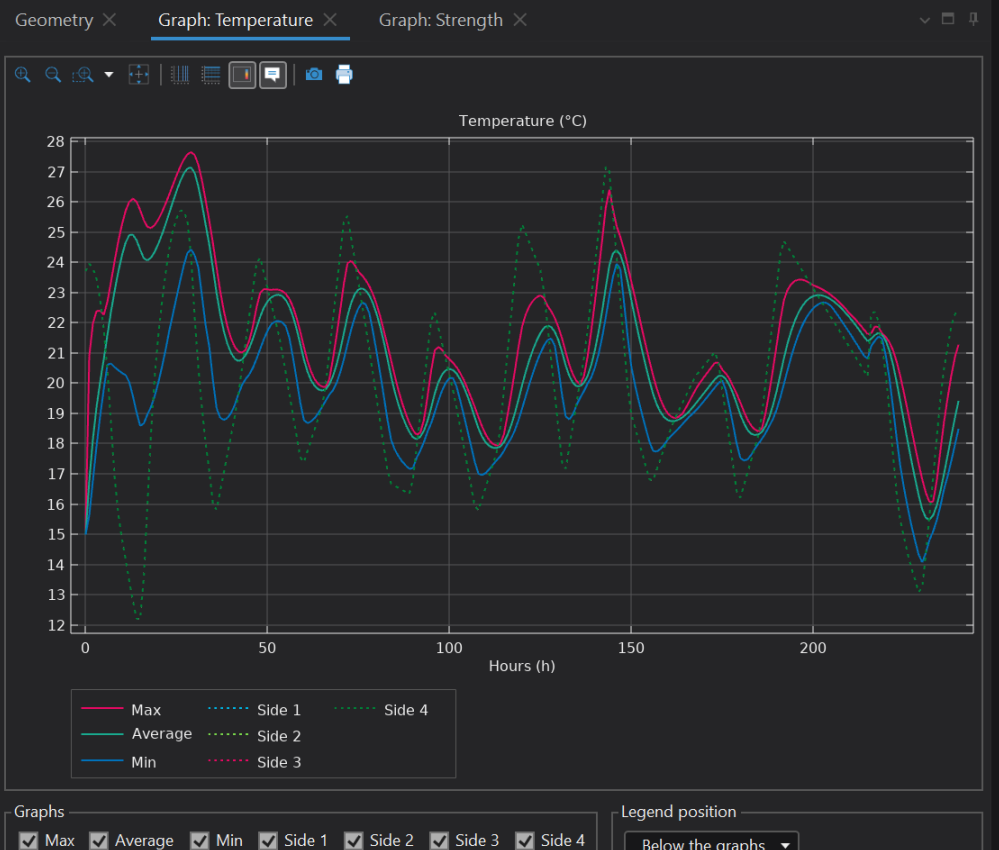 Geometry
Graph: Temperature
Graph: Strength
Temperature (°C)
28
27
26
25
24
23
22
21
20
19
18
17
16
15
14
13
12
0 50 100 150 200
Hours (h)
Max Side 1 Side 4
Average Side 2
Min Side 3
Graphs
Legend position
Max Average Min Side 1 Side 2 Side 3 Side 4
Below the graphs